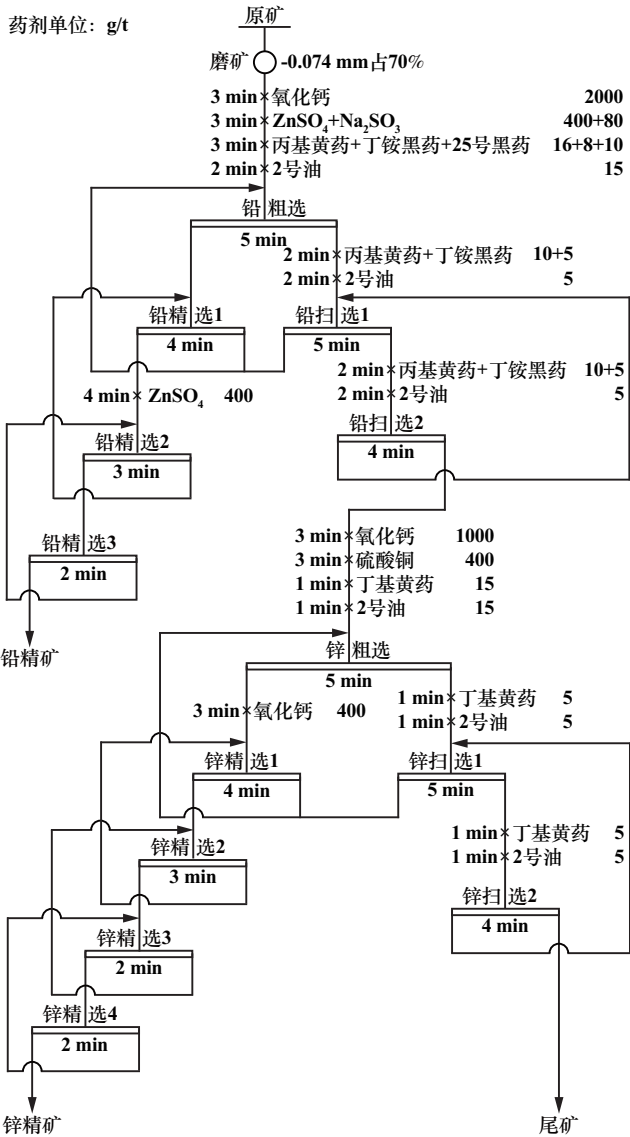 药剂单位：g/t
原矿
磨矿 -0.074 mm占70%
3 min×氧化钙 2000
3 min×ZnSO₄+Na₂SO₃ 400+80
3 min×丙基黄药+丁铵黑药+25号黑药 16+8+10
2 min×2号油 15
铅粗选
5 min
2 min×丙基黄药+丁铵黑药 10+5
2 min×2号油 5
铅精选1
4 min
铅扫选1
5 min
4 min× ZnSO₄ 400
2 min×丙基黄药+丁铵黑药 10+5
2 min×2号油 5
铅精选2
3 min
铅扫选2
4 min
铅精选3
2 min
铅精矿
3 min×氧化钙 1000
3 min×硫酸铜 400
1 min×丁基黄药 15
1 min×2号油 15
锌粗选
5 min
3 min×氧化钙 400
1 min×丁基黄药 5
1 min×2号油 5
锌精选1
4 min
锌扫选1
5 min
1 min×丁基黄药 5
1 min×2号油 5
锌精选2
3 min
锌扫选2
4 min
锌精选3
2 min
锌精选4
2 min
锌精矿
尾矿